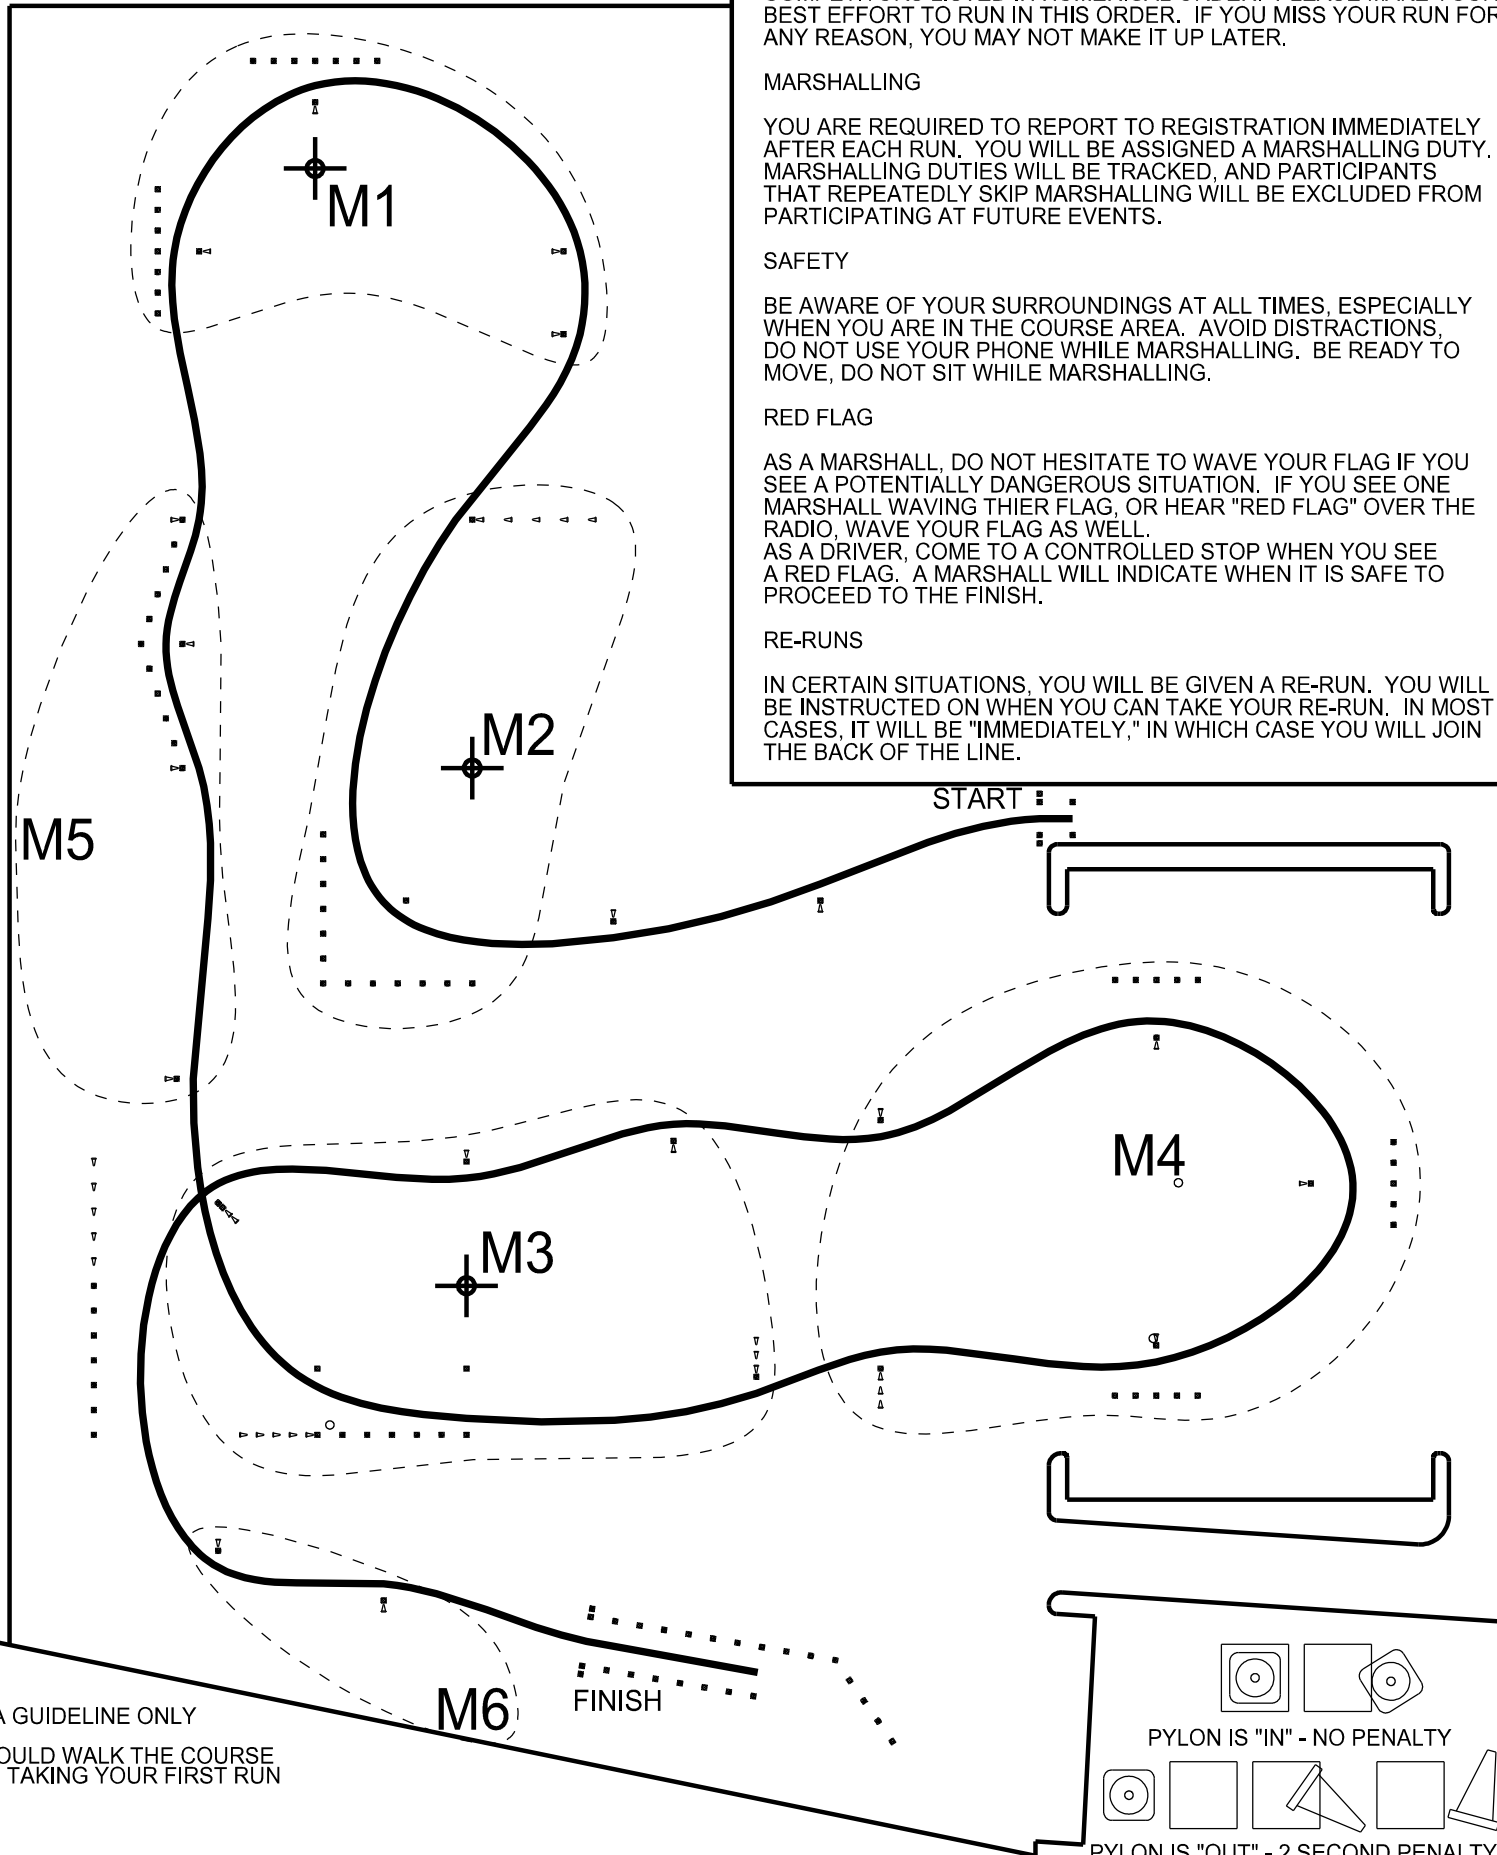 BEST EFFORT TO RUN IN THIS ORDER. IF YOU MISS YOUR RUN FOR
ANY REASON, YOU MAY NOT MAKE IT UP LATER.
MARSHALLING
YOU ARE REQUIRED TO REPORT TO REGISTRATION IMMEDIATELY
AFTER EACH RUN. YOU WILL BE ASSIGNED A MARSHALLING DUTY.
MARSHALLING DUTIES WILL BE TRACKED, AND PARTICIPANTS
THAT REPEATEDLY SKIP MARSHALLING WILL BE EXCLUDED FROM
PARTICIPATING AT FUTURE EVENTS.
SAFETY
BE AWARE OF YOUR SURROUNDINGS AT ALL TIMES, ESPECIALLY
WHEN YOU ARE IN THE COURSE AREA. AVOID DISTRACTIONS,
DO NOT USE YOUR PHONE WHILE MARSHALLING. BE READY TO
MOVE, DO NOT SIT WHILE MARSHALLING.
RED FLAG
AS A MARSHALL, DO NOT HESITATE TO WAVE YOUR FLAG IF YOU
SEE A POTENTIALLY DANGEROUS SITUATION. IF YOU SEE ONE
MARSHALL WAVING THIER FLAG, OR HEAR "RED FLAG" OVER THE
RADIO, WAVE YOUR FLAG AS WELL.
AS A DRIVER, COME TO A CONTROLLED STOP WHEN YOU SEE
A RED FLAG. A MARSHALL WILL INDICATE WHEN IT IS SAFE TO
PROCEED TO THE FINISH.
RE-RUNS
IN CERTAIN SITUATIONS, YOU WILL BE GIVEN A RE-RUN. YOU WILL
BE INSTRUCTED ON WHEN YOU CAN TAKE YOUR RE-RUN. IN MOST
CASES, IT WILL BE "IMMEDIATELY," IN WHICH CASE YOU WILL JOIN
THE BACK OF THE LINE.
M1
M2
START
M5
M4
M3
M6
FINISH
A GUIDELINE ONLY
OULD WALK THE COURSE
TAKING YOUR FIRST RUN
PYLON IS "IN" - NO PENALTY
PYLON IS "OUT" - 2 SECOND PENALTY